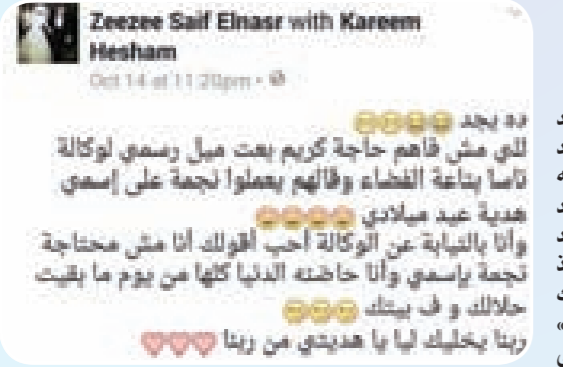 Zeezee Saif Elnasr with Kareem
Hesham
Oct 14 at 11:20pm
ده بجد 😄😄😄😄
للي مش فاهم حاجة كريم بعت ميل رسمي لوكالة
ناسا بتاعة الفضاء وقالهم يعملوا نجمة على إسمي
هدية عيد ميلادي
وأنا بالنيابة عن الوكالة أحب أقولك أنا مش محتاجة
نجمة بإسمي وأنا حاضنه الدنيا كلها من يوم ما بقيت
حلالك و ف بيتك
ربنا يخليك ليا يا هديتي من ربنا